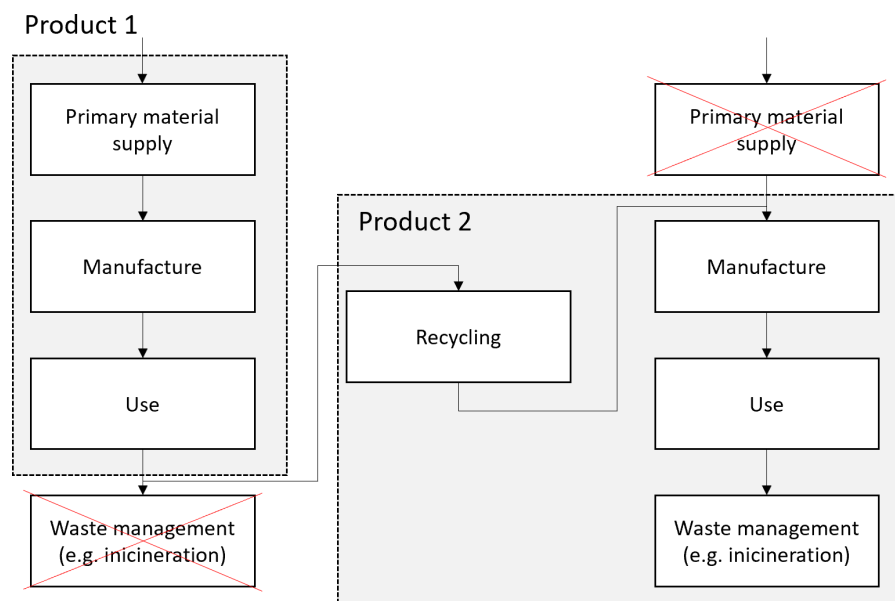 Product 1
Primary material
supply
Manufacture
Use
Waste management
(e.g. inicineration)
Product 2
Recycling
Primary material
supply
Manufacture
Use
Waste management
(e.g. inicineration)